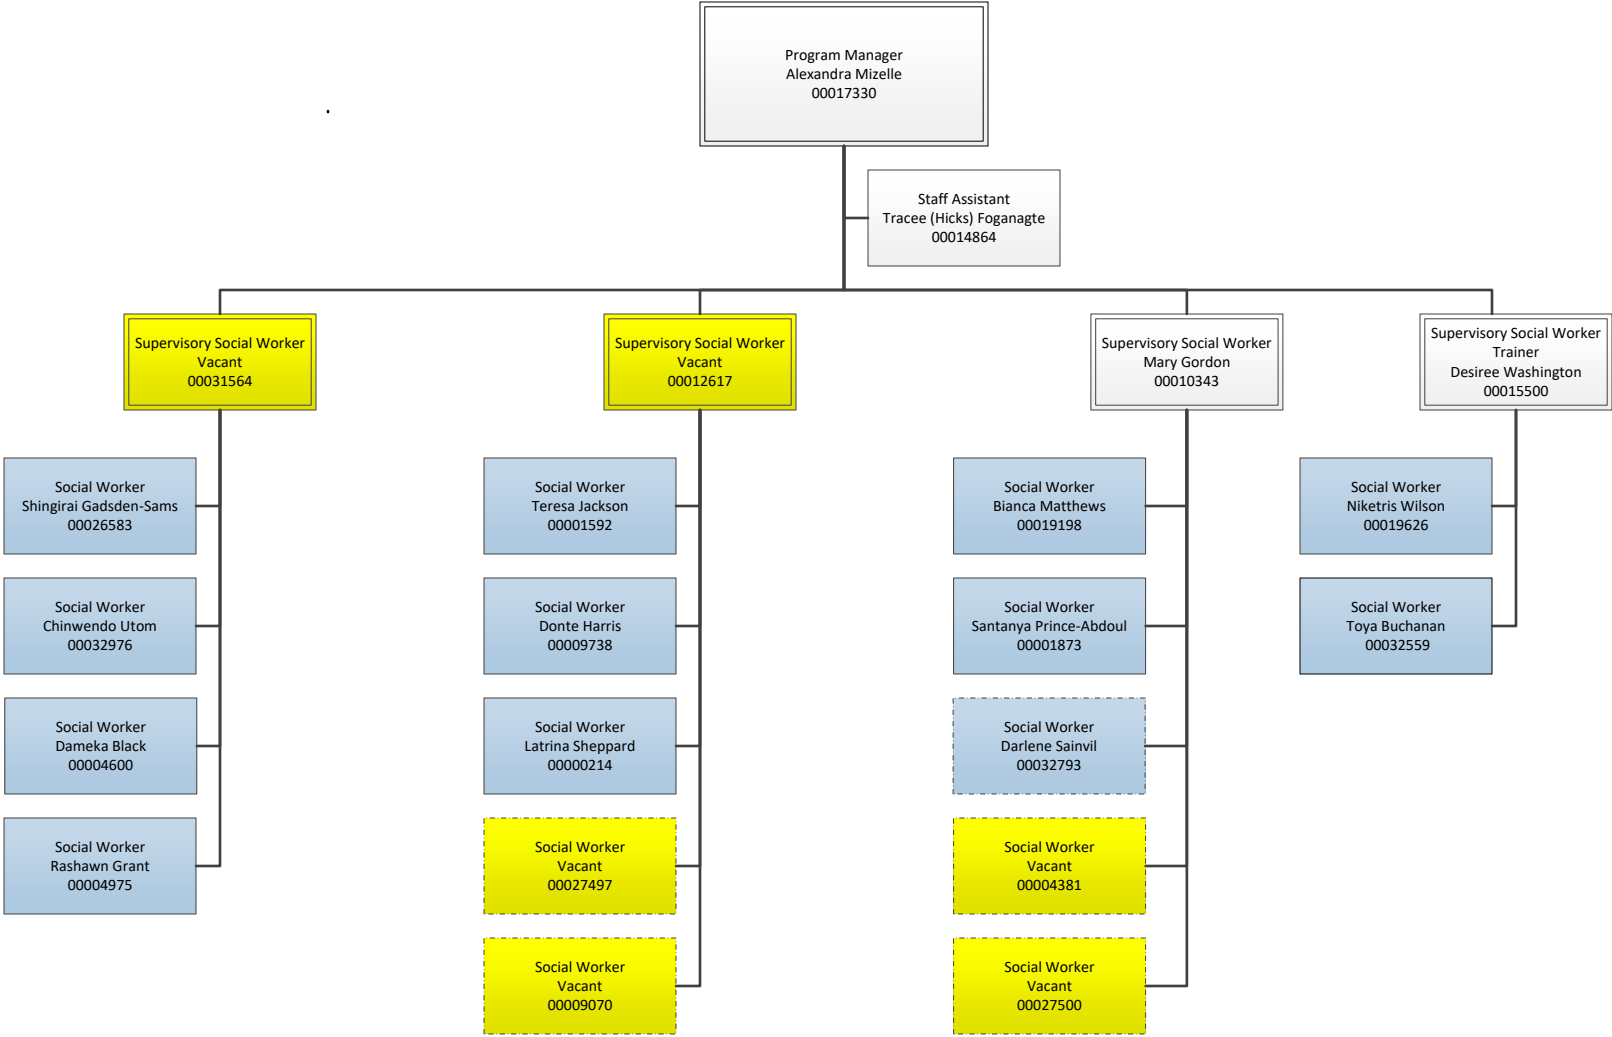 Program Manager
Alexandra Mizelle
00017330
.
Staff Assistant
Tracee (Hicks) Foganagte
00014864
Supervisory Social Worker
Vacant
00031564
Supervisory Social Worker
Vacant
00012617
Supervisory Social Worker
Mary Gordon
00010343
Supervisory Social Worker
Trainer
Desiree Washington
00015500
Social Worker
Shingirai Gadsden-Sams
00026583
Social Worker
Chinwendo Utom
00032976
Social Worker
Dameka Black
00004600
Social Worker
Rashawn Grant
00004975
Social Worker
Teresa Jackson
00001592
Social Worker
Donte Harris
00009738
Social Worker
Latrina Sheppard
00000214
Social Worker
Vacant
00027497
Social Worker
Vacant
00009070
Social Worker
Bianca Matthews
00019198
Social Worker
Santanya Prince-Abdoul
00001873
Social Worker
Darlene Sainvil
00032793
Social Worker
Vacant
00004381
Social Worker
Vacant
00027500
Social Worker
Niketris Wilson
00019626
Social Worker
Toya Buchanan
00032559